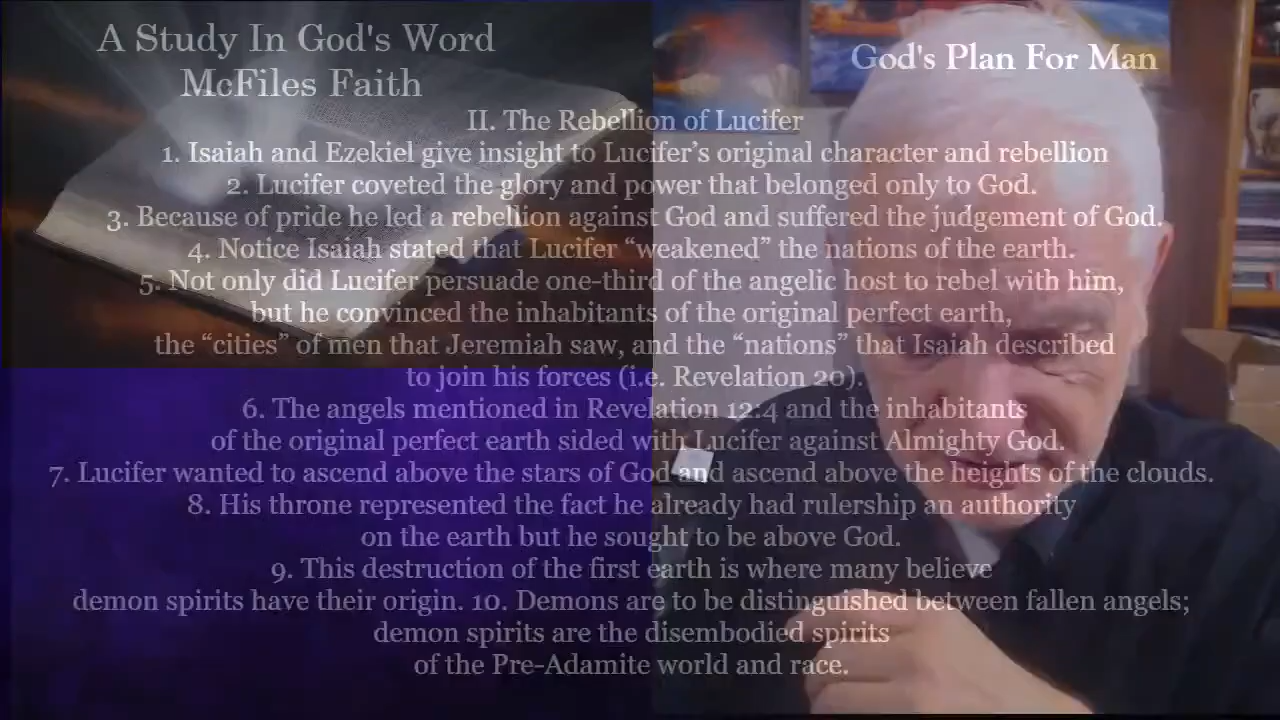 A Study In God's Word
McFiles Faith
God's Plan For Man
II. The Rebellion of Lucifer
1. Isaiah and Ezekiel give insight to Lucifer’s original character and rebellion
2. Lucifer coveted the glory and power that belonged only to God.
3. Because of pride he led a rebellion against God and suffered the judgement of God.
4. Notice Isaiah stated that Lucifer “weakened” the nations of the earth.
5. Not only did Lucifer persuade one-third of the angelic host to rebel with him,
but he convinced the inhabitants of the original perfect earth,
the “cities” of men that Jeremiah saw, and the “nations” that Isaiah described
to join his forces (i.e. Revelation 20).
6. The angels mentioned in Revelation 12:4 and the inhabitants
of the original perfect earth sided with Lucifer against Almighty God.
7. Lucifer wanted to ascend above the stars of God and ascend above the heights of the clouds.
8. His throne represented the fact he already had rulership an authority
on the earth but he sought to be above God.
9. This destruction of the first earth is where many believe
demon spirits have their origin. 10. Demons are to be distinguished between fallen angels;
demon spirits are the disembodied spirits
of the Pre-Adamite world and race.